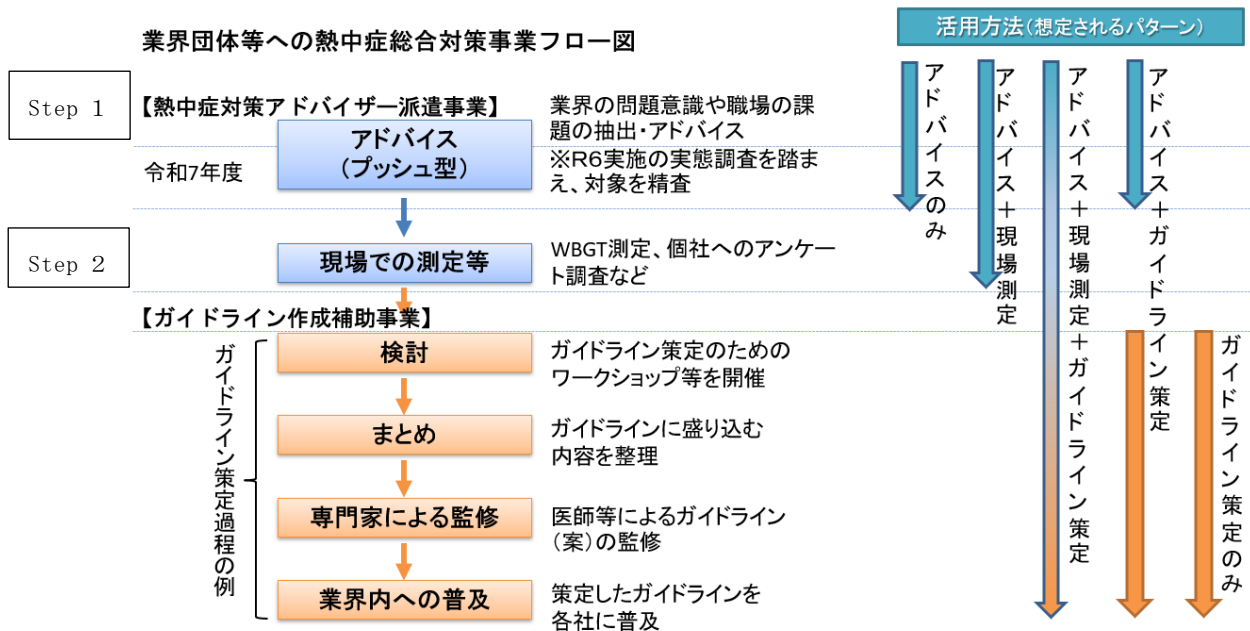 業界団体等への熱中症総合対策事業フロー図
活用方法（想定されるパターン）
Step 1
【熱中症対策アドバイザー派遣事業】
アドバイス
（プッシュ型）
業界の問題意識や職場の課
題の抽出・アドバイス
※R6実施の実態調査を踏ま
え、対象を精査
令和7年度
Step 2
現場での測定等
WBGT測定、個社へのアンケー
ト調査など
【ガイドライン作成補助事業】
ガイドライン策定過程の例
検討
ガイドライン策定のための
ワークショップ等を開催
まとめ
ガイドラインに盛り込む
内容を整理
専門家による監修
医師等によるガイドライン
（案）の監修
業界内への普及
策定したガイドラインを
各社に普及
アドバイスのみ
アドバイス＋現場測定
アドバイス＋現場測定＋ガイドライン策定
アドバイス＋ガイドライン策定
ガイドライン策定のみ